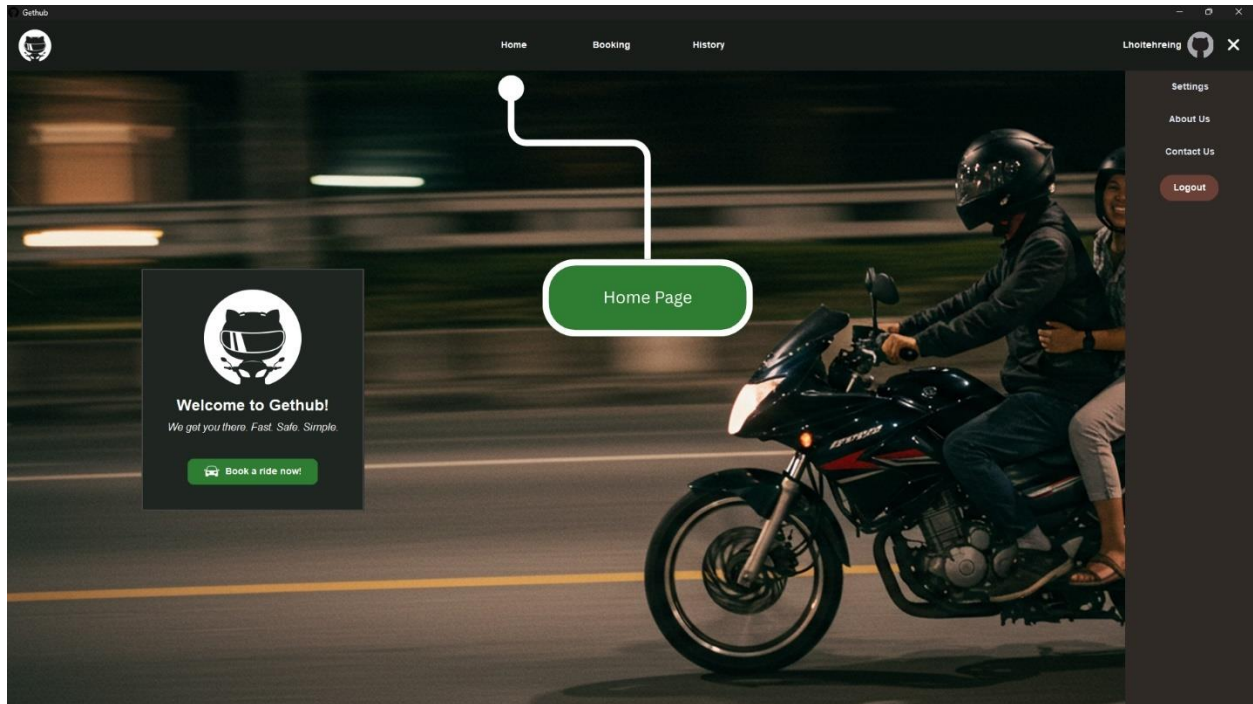 Gethub
Home Booking History Lhoitehreing
Settings
About Us
Contact Us
Logout
Home Page
Welcome to Gethub!
We get you there. Fast. Safe. Simple.
Book a ride now!